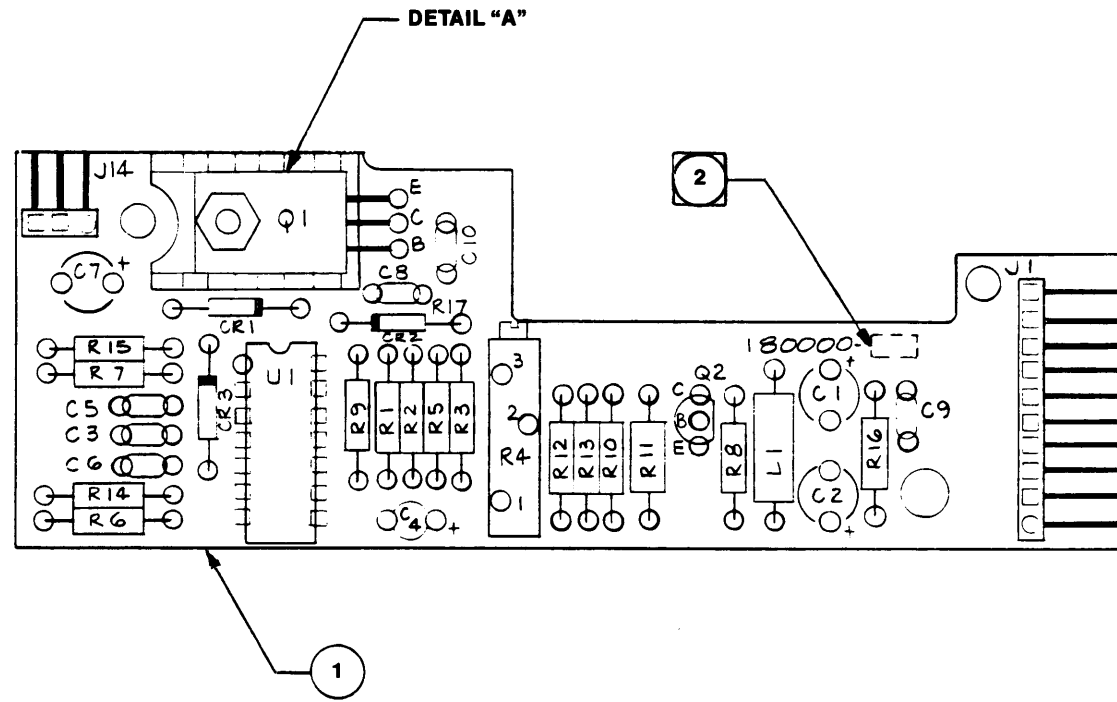 DETAIL “A”
J14
E
Q1
C
B
C10
2
J1
C7 +
C8
R17
CR1
CR2
180000-
R15
R7
CR3
U1
3
C5
C3
C6
R9
R1
R2
R5
R3
2
R4
1
R12
R13
R10
R11
C
Q2
B
E
R8
L1
C1 +
C2 +
R16
C9
R14
R6
C4 +
1